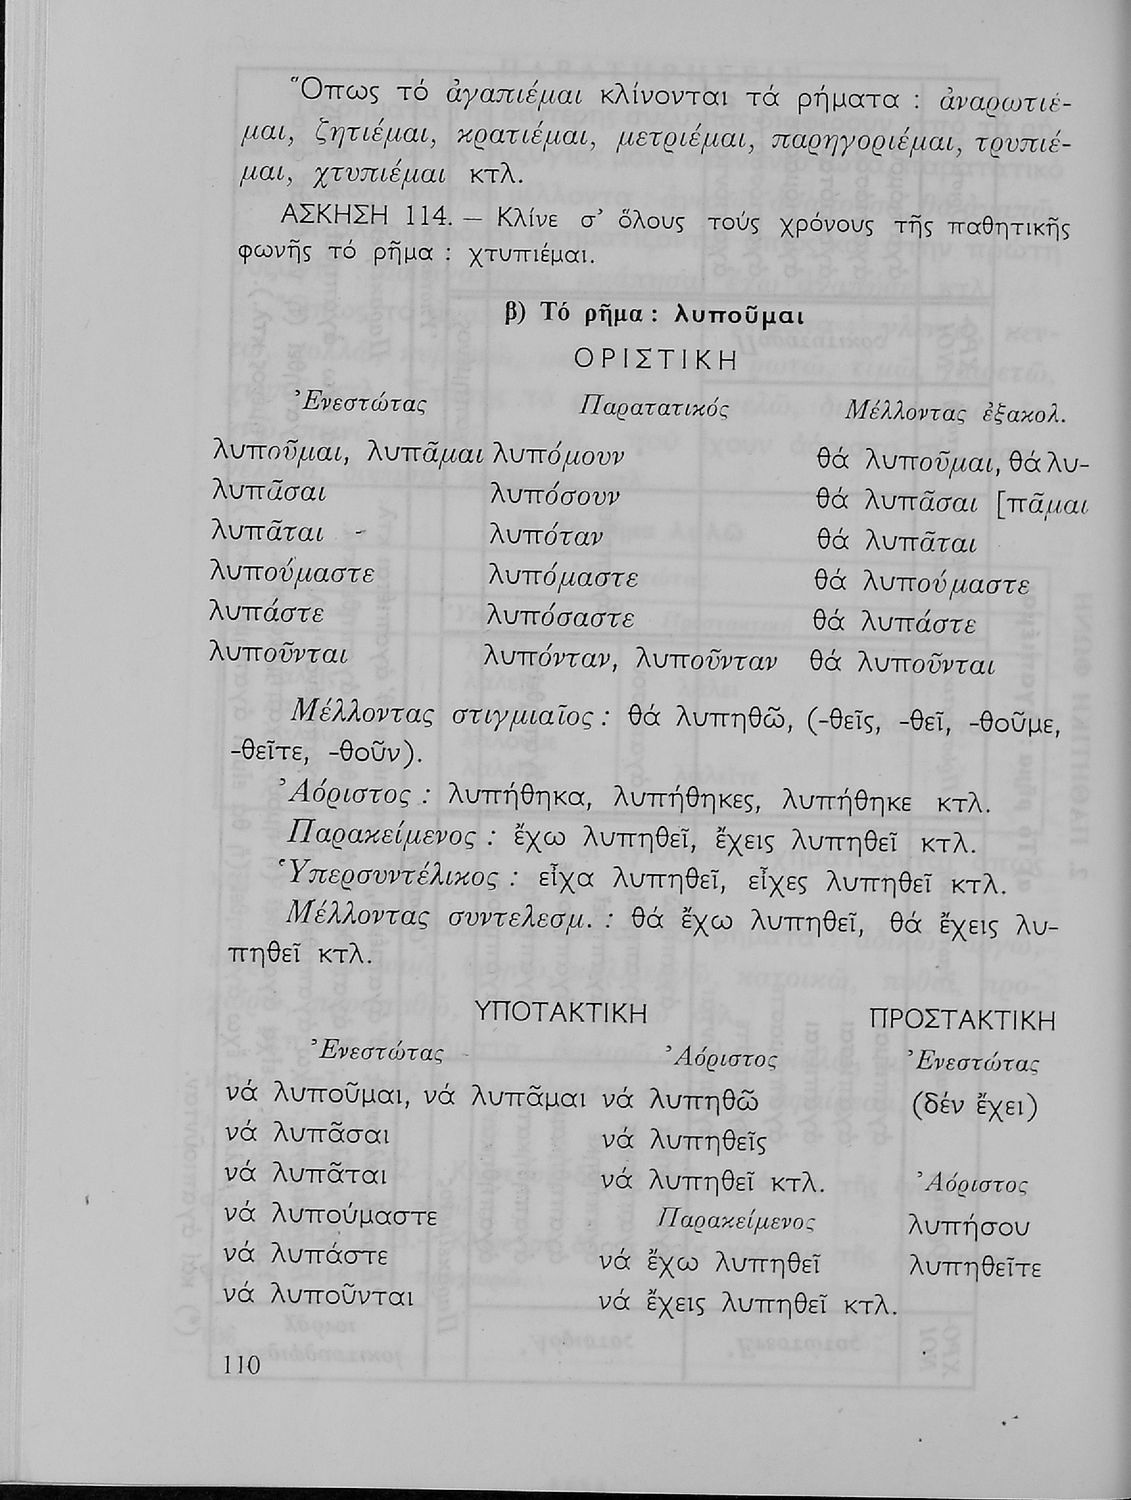 Ὅπως τό ἀγαπιέμαι κλίνονται τά ρήματα : ἀναρωτιέ-
μαι, ζητιέμαι, κρατιέμαι, μετριέμαι, παρηγοριέμαι, τρυπιέ-
μαι, χτυπιέμαι κτλ.
ΑΣΚΗΣΗ 114. — Κλίνε σ’ ὅλους τούς χρόνους τῆς παθητικῆς
φωνῆς τό ρῆμα : χτυπιέμαι.
β) Τό ρῆμα : λυποῦμαι
ΟΡΙΣΤΙΚΗ
Ἐνεστώτας Παρατατικός Μέλλοντας ἐξακολ.
λυποῦμαι, λυπᾶμαι λυπόμουν θά λυποῦμαι, θά λυ-
λυπᾶσαι λυπόσουν θά λυπᾶσαι [πᾶμαι
λυπᾶται λυπόταν θά λυπᾶται
λυπούμαστε λυπόμαστε θά λυπούμαστε
λυπάστε λυπόσαστε θά λυπάστε
λυποῦνται λυπόνταν, λυποῦνταν θά λυποῦνται
Μέλλοντας στιγμιαῖος : θά λυπηθῶ, (-θεῖς, -θεῖ, -θοῦμε,
-θεῖτε, -θοῦν).
Ἀόριστος : λυπήθηκα, λυπήθηκες, λυπήθηκε κτλ.
Παρακείμενος : ἔχω λυπηθεῖ, ἔχεις λυπηθεῖ κτλ.
Ὑπερσυντέλικος : εἶχα λυπηθεῖ, εἶχες λυπηθεῖ κτλ.
Μέλλοντας συντελεσμ. : θά ἔχω λυπηθεῖ, θά ἔχεις λυ-
πηθεῖ κτλ.
ΥΠΟΤΑΚΤΙΚΗ ΠΡΟΣΤΑΚΤΙΚΗ
Ἐνεστώτας Ἀόριστος Ἐνεστώτας
νά λυποῦμαι, νά λυπᾶμαι νά λυπηθῶ (δέν ἔχει)
νά λυπᾶσαι νά λυπηθεῖς
νά λυπᾶται νά λυπηθεῖ κτλ. Ἀόριστος
νά λυπούμαστε Παρακείμενος λυπήσου
νά λυπάστε νά ἔχω λυπηθεῖ λυπηθεῖτε
νά λυποῦνται νά ἔχεις λυπηθεῖ κτλ.
110